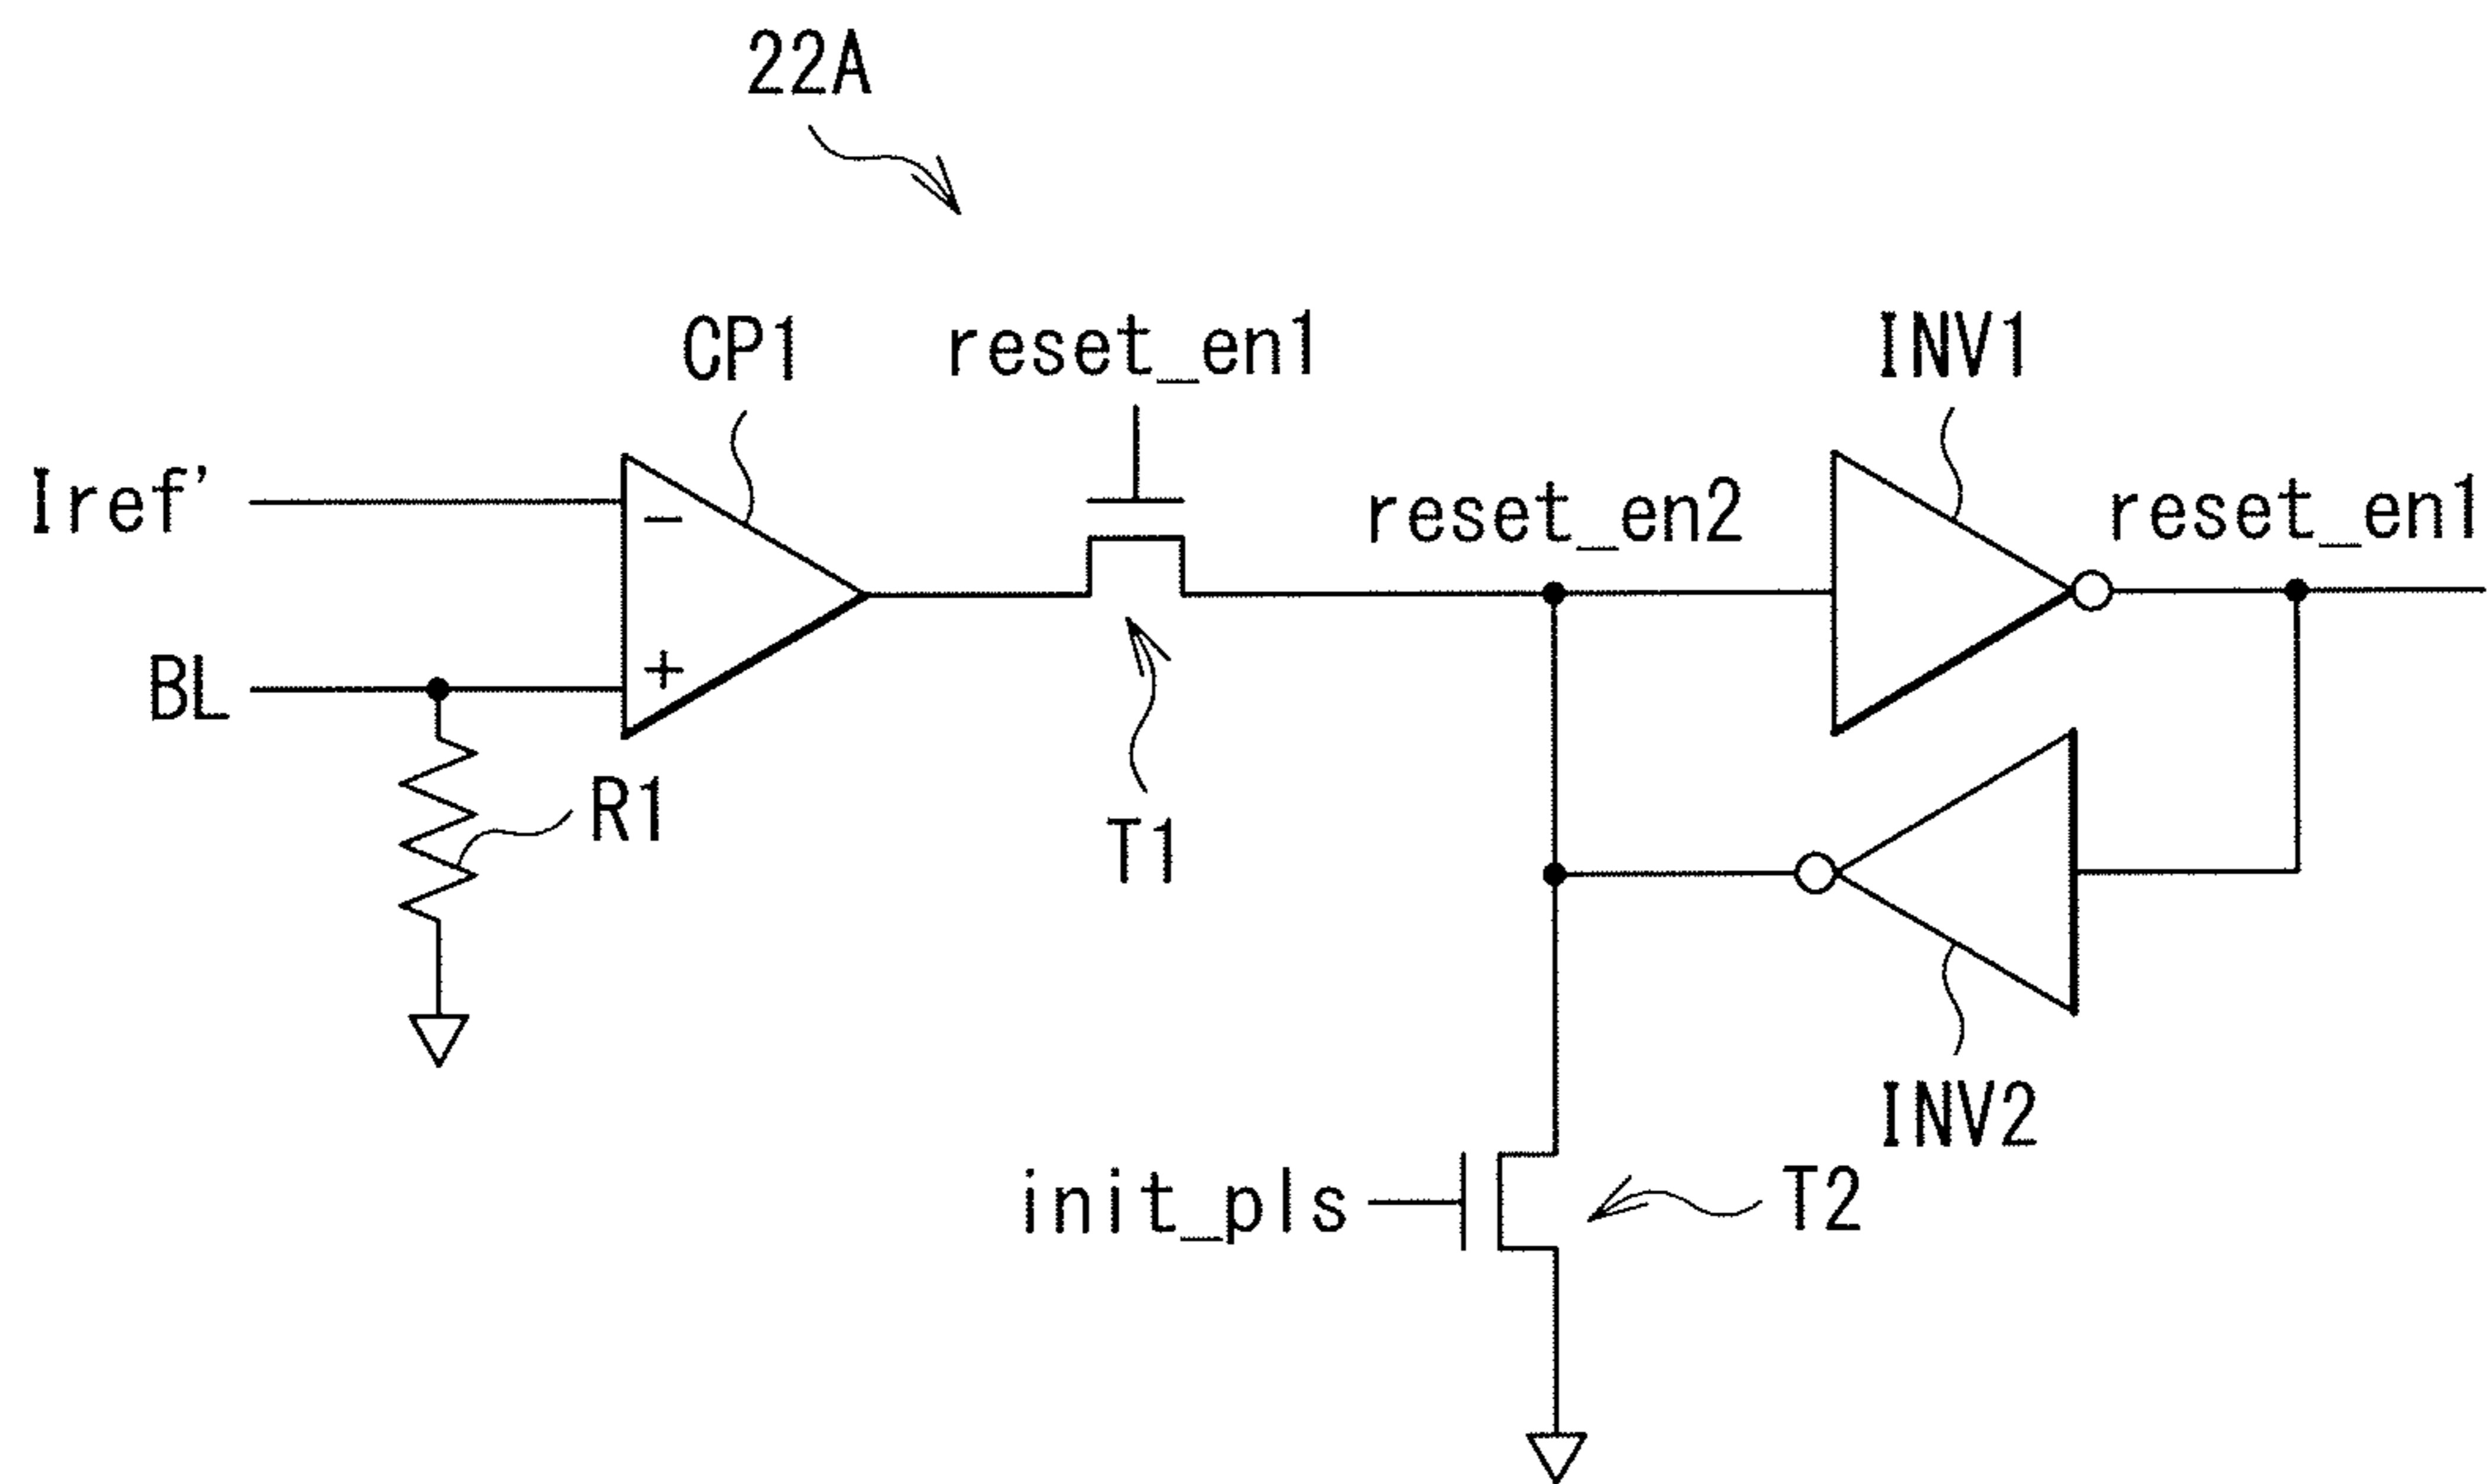 22A
CP1
reset_en1
INV1
Iref'
-
reset_en2
reset_en1
BL
+
R1
T1
INV2
init_pls
T2